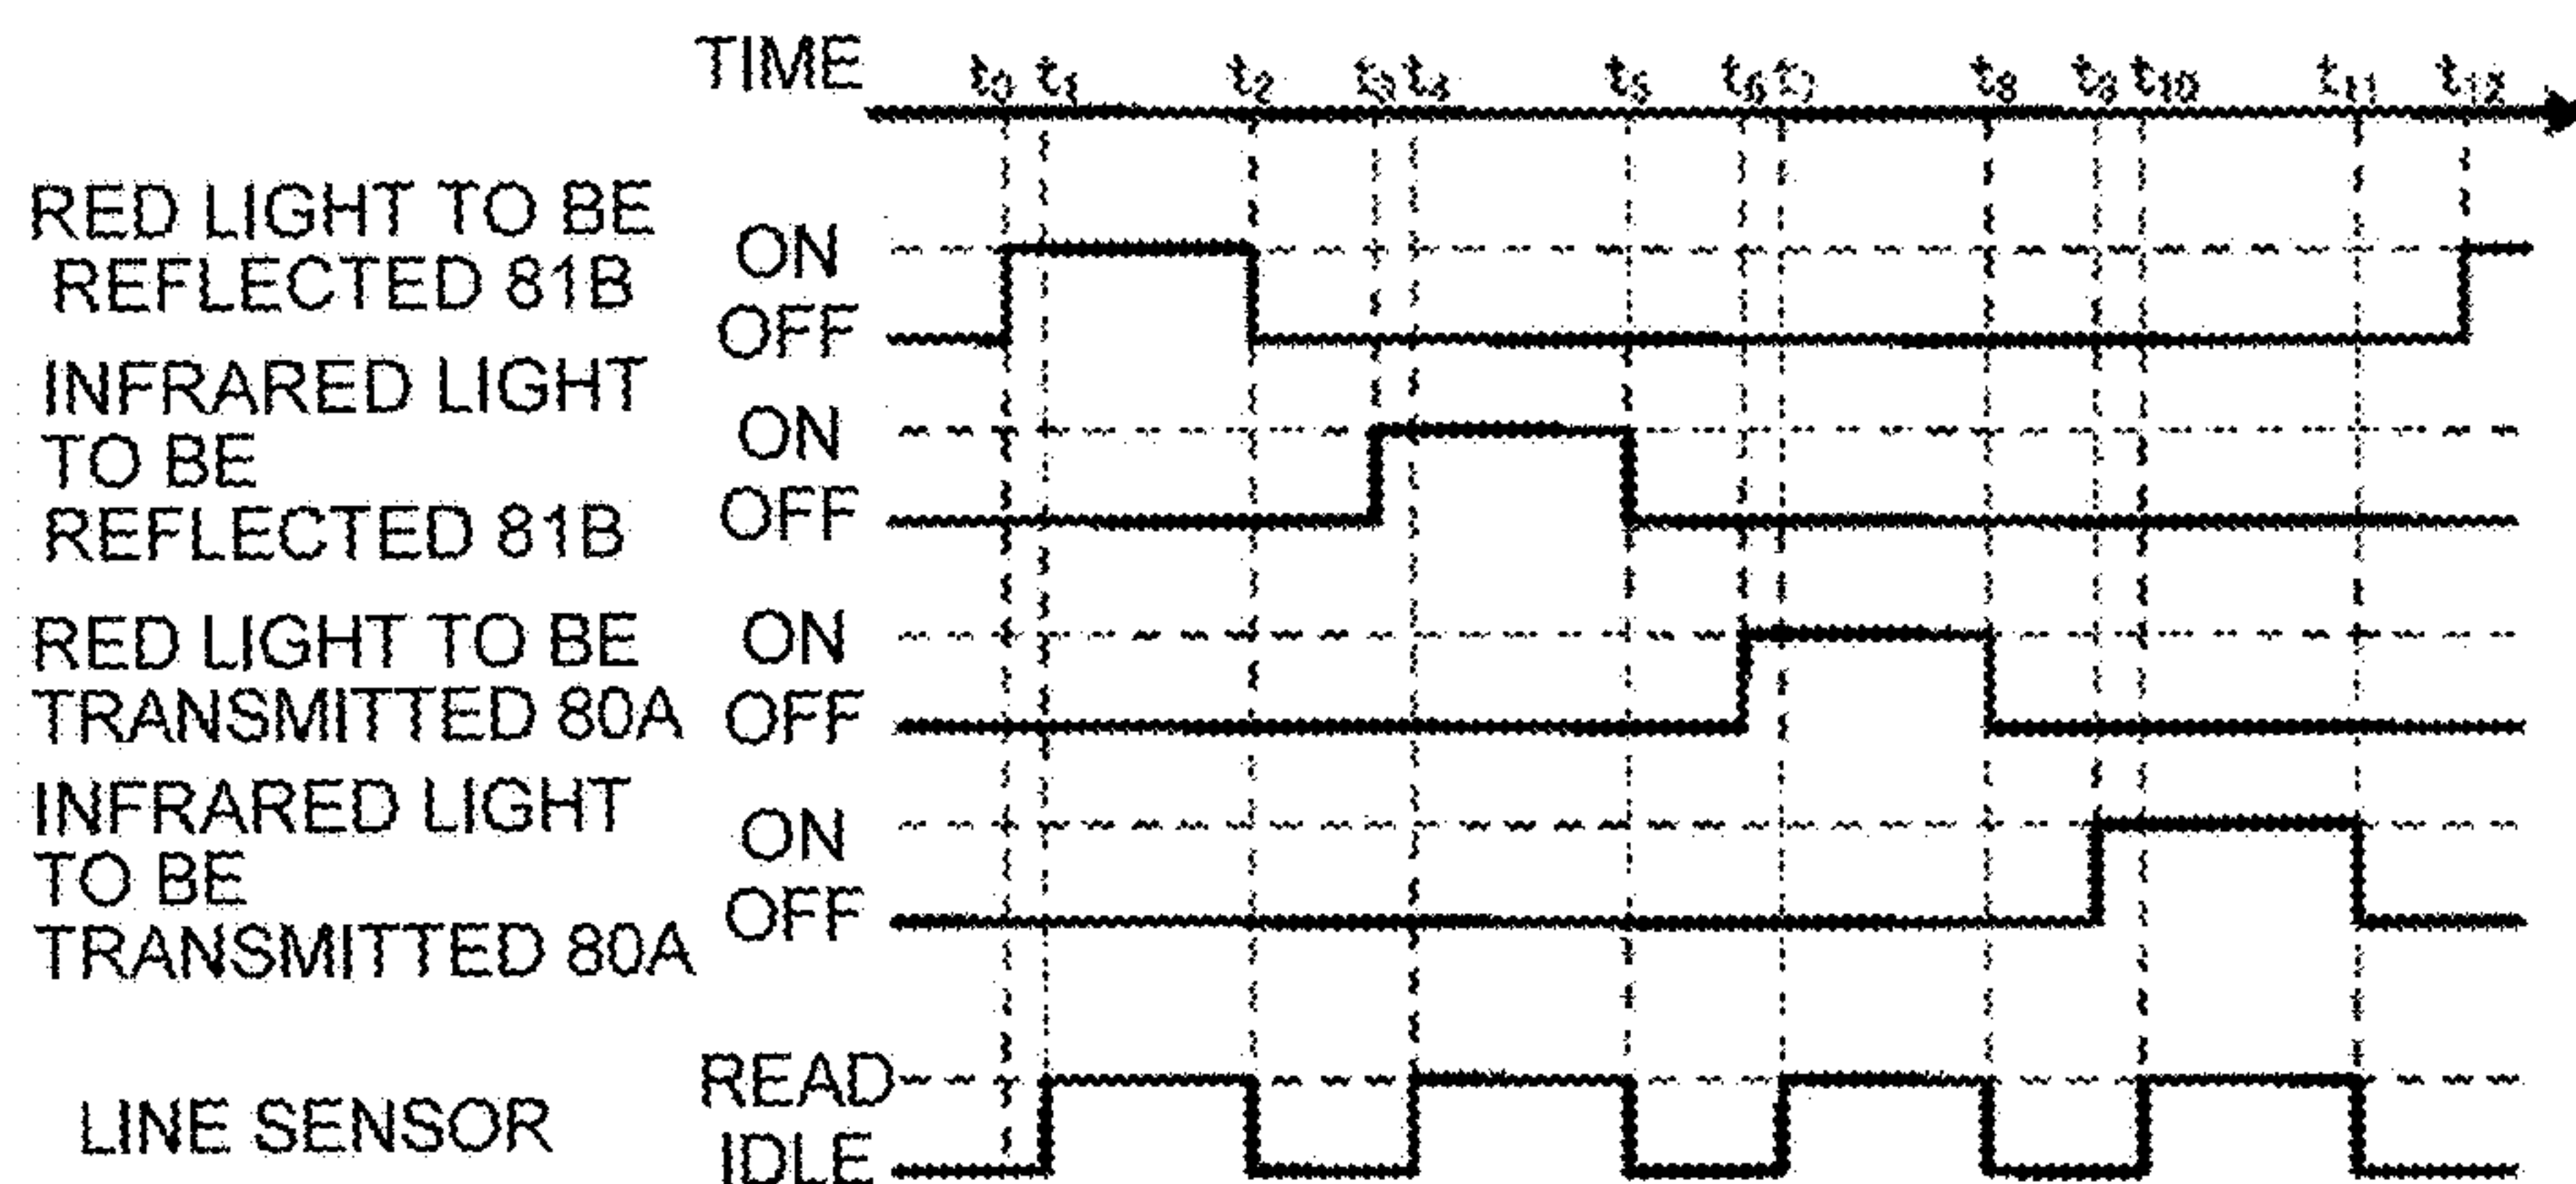 TIME t₀ t₁ t₂ t₃ t₄ t₅ t₆ t₇ t₈ t₉ t₁₀ t₁₁ t₁₂
RED LIGHT TO BE
REFLECTED 81B
ON
OFF
INFRARED LIGHT
TO BE
REFLECTED 81B
ON
OFF
RED LIGHT TO BE
TRANSMITTED 80A
ON
OFF
INFRARED LIGHT
TO BE
TRANSMITTED 80A
ON
OFF
LINE SENSOR
READ
IDLE